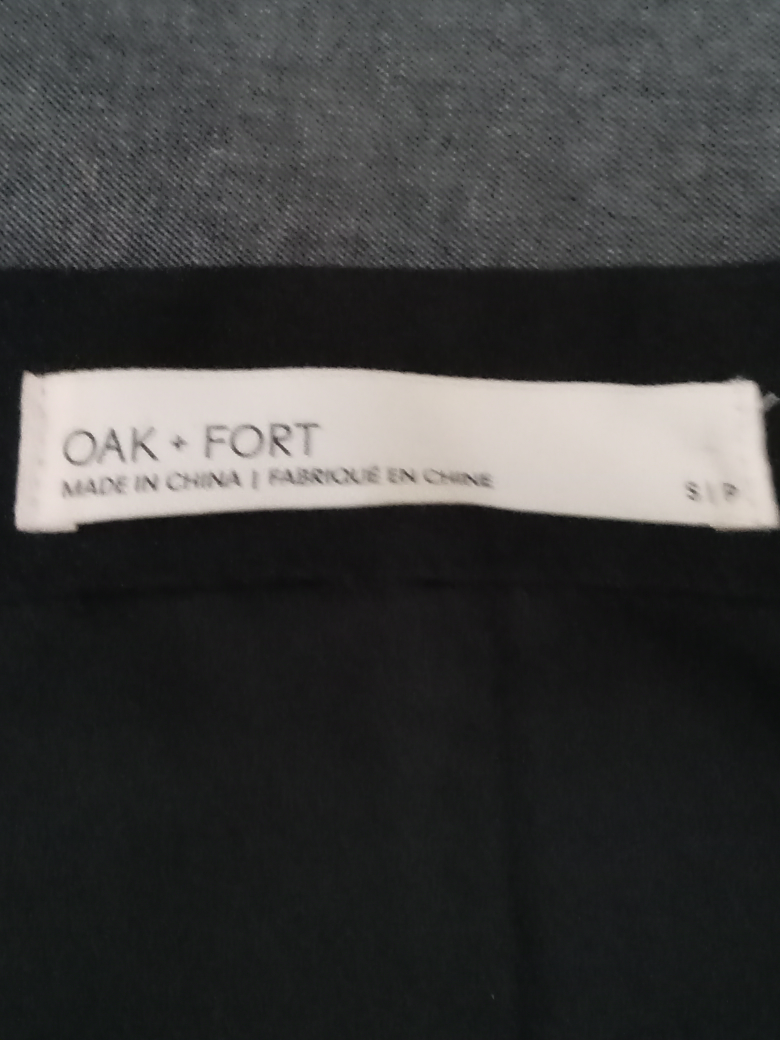 OAK + FORT
MADE IN CHINA | FABRIQUÉ EN CHINE
S | P